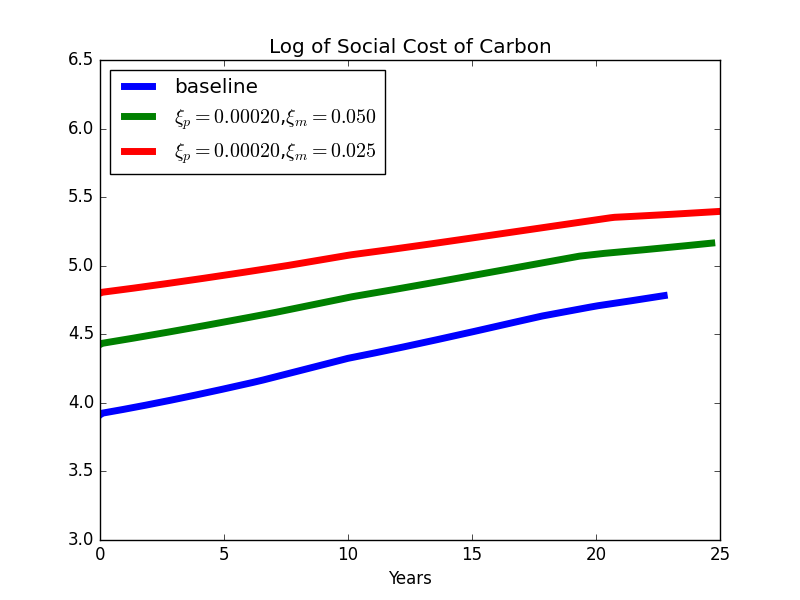 Log of Social Cost of Carbon
6.5
6.0
5.5
5.0
4.5
4.0
3.5
3.0
baseline
ξp = 0.00020,ξm = 0.050
ξp = 0.00020,ξm = 0.025
0 5 10 15 20 25
Years